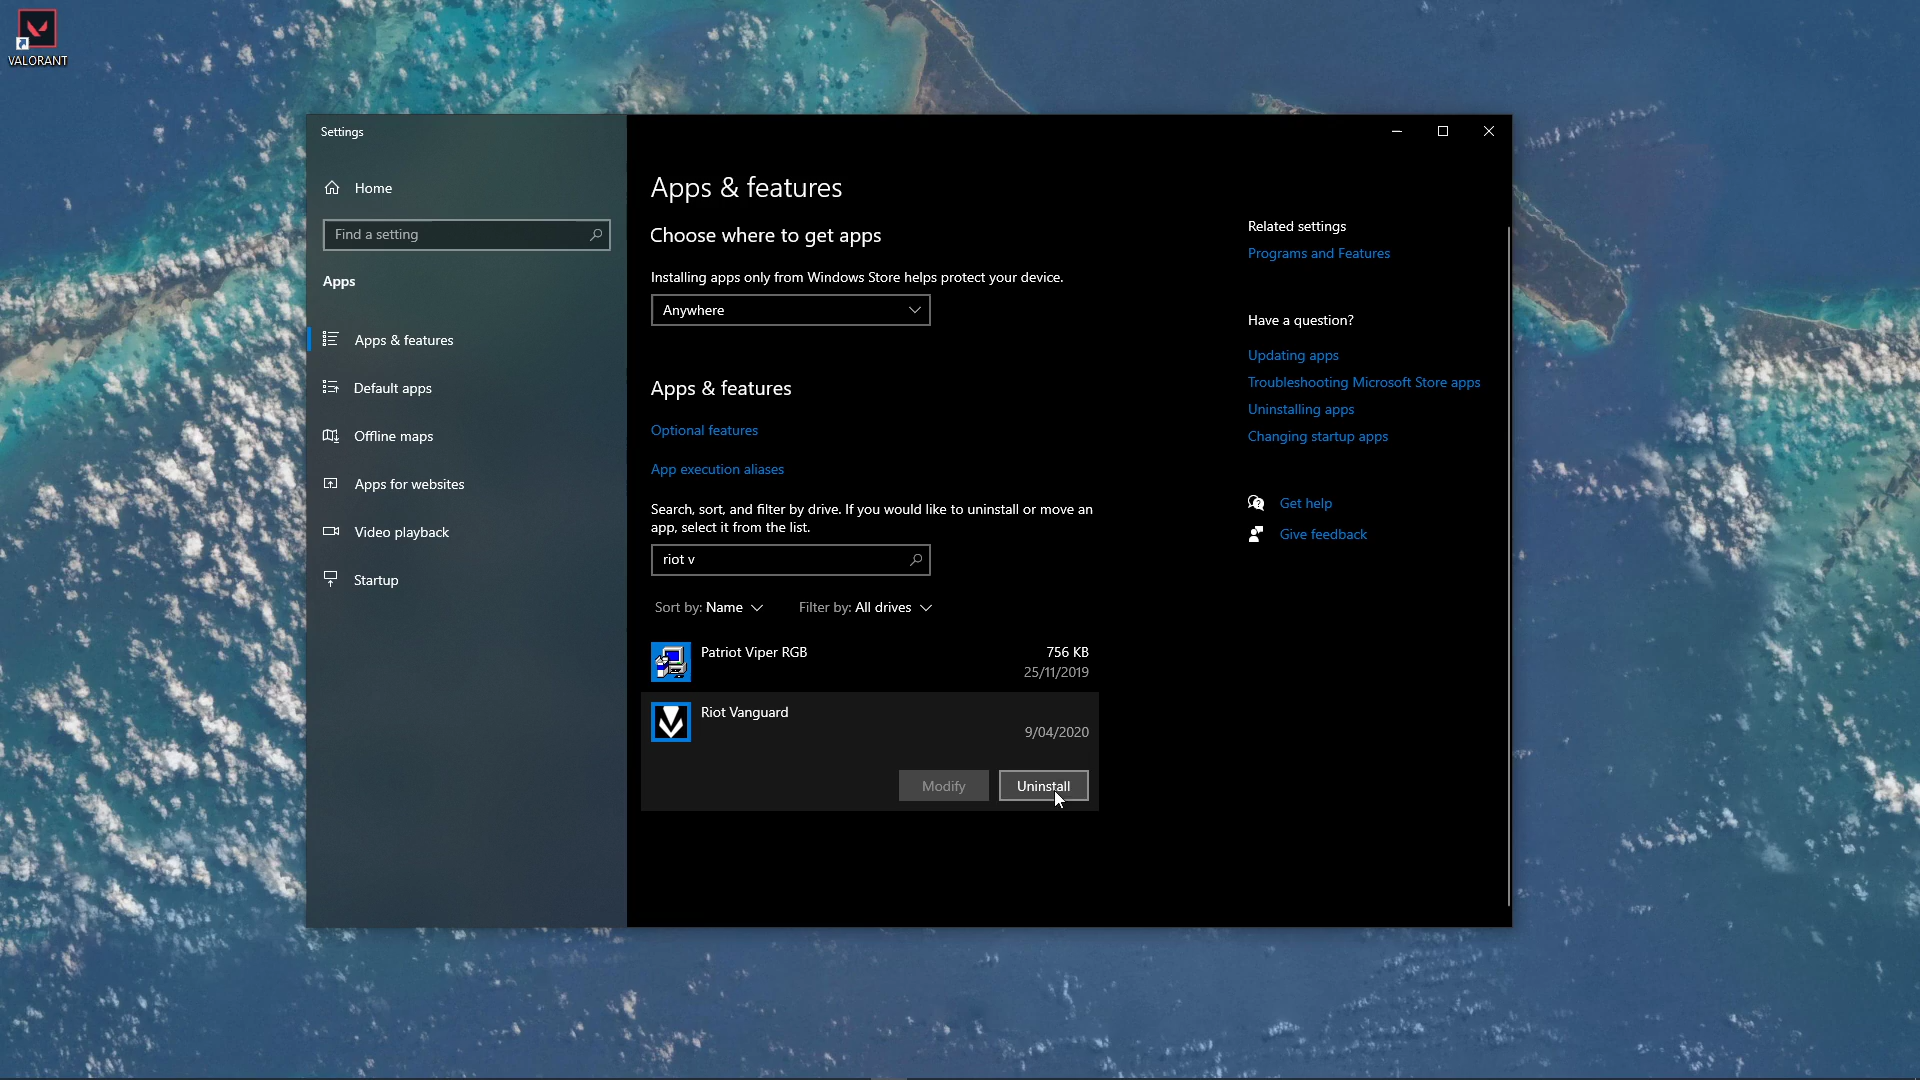 VALORANT
Settings
Home
Find a setting
Apps
Apps & features
Default apps
Offline maps
Apps for websites
Video playback
Startup
Apps & features
Choose where to get apps
Installing apps only from Windows Store helps protect your device.
Anywhere
Apps & features
Optional features
App execution aliases
Search, sort, and filter by drive. If you would like to uninstall or move an
app, select it from the list.
riot v
Sort by: Name Filter by: All drives
Patriot Viper RGB 756 KB
25/11/2019
Riot Vanguard
9/04/2020
Modify Uninstall
Related settings
Programs and Features
Have a question?
Updating apps
Troubleshooting Microsoft Store apps
Uninstalling apps
Changing startup apps
Get help
Give feedback